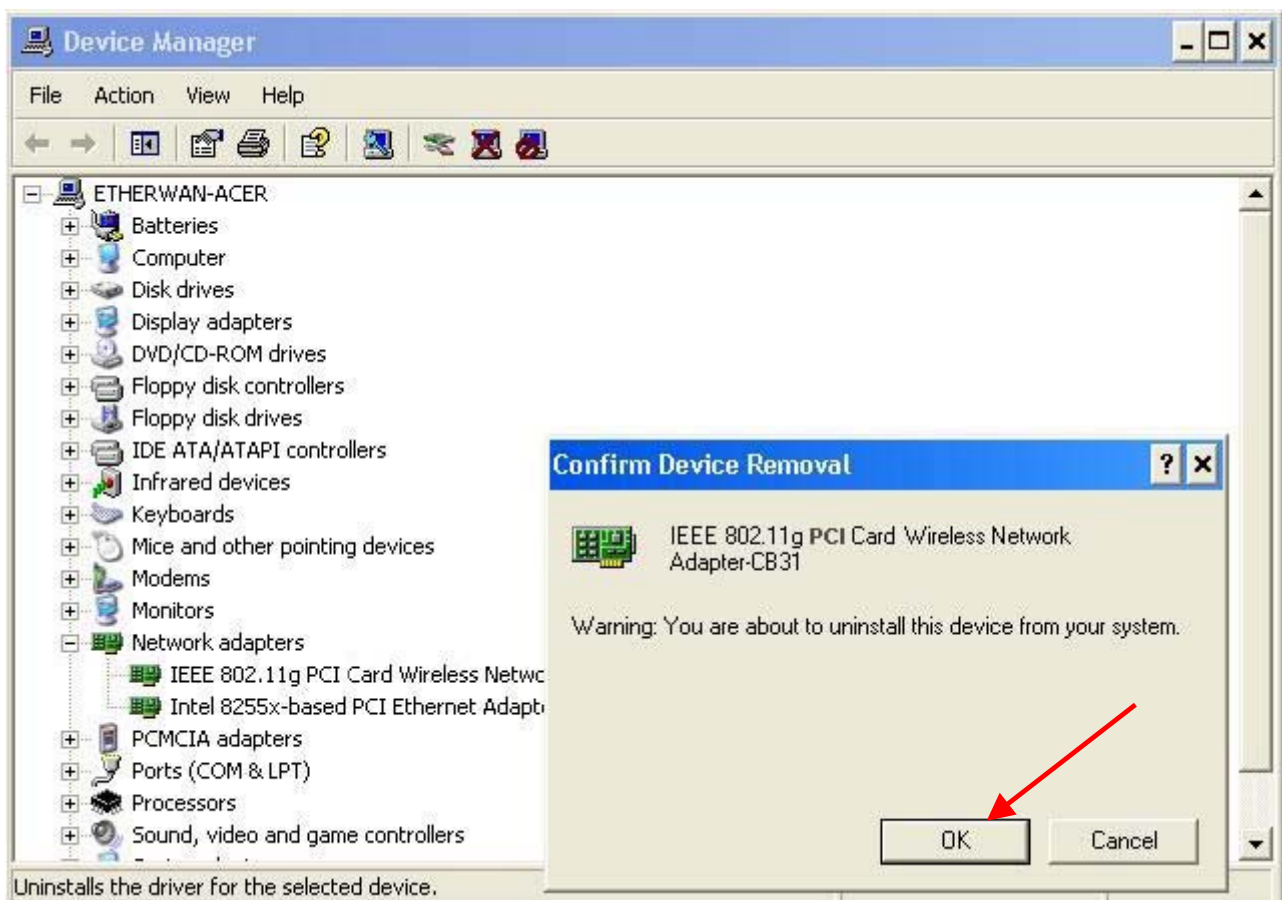 Device Manager
File Action View Help
ETHERWAN-ACER
Batteries
Computer
Disk drives
Display adapters
DVD/CD-ROM drives
Floppy disk controllers
Floppy disk drives
IDE ATA/ATAPI controllers
Infrared devices
Keyboards
Mice and other pointing devices
Modems
Monitors
Network adapters
IEEE 802.11g PCI Card Wireless Netwo
Intel 8255x-based PCI Ethernet Adapt
PCMCIA adapters
Ports (COM & LPT)
Processors
Sound, video and game controllers
Uninstalls the driver for the selected device.
Confirm Device Removal
IEEE 802.11g PCI Card Wireless Network
Adapter-CB31
Warning: You are about to uninstall this device from your system.
OK Cancel